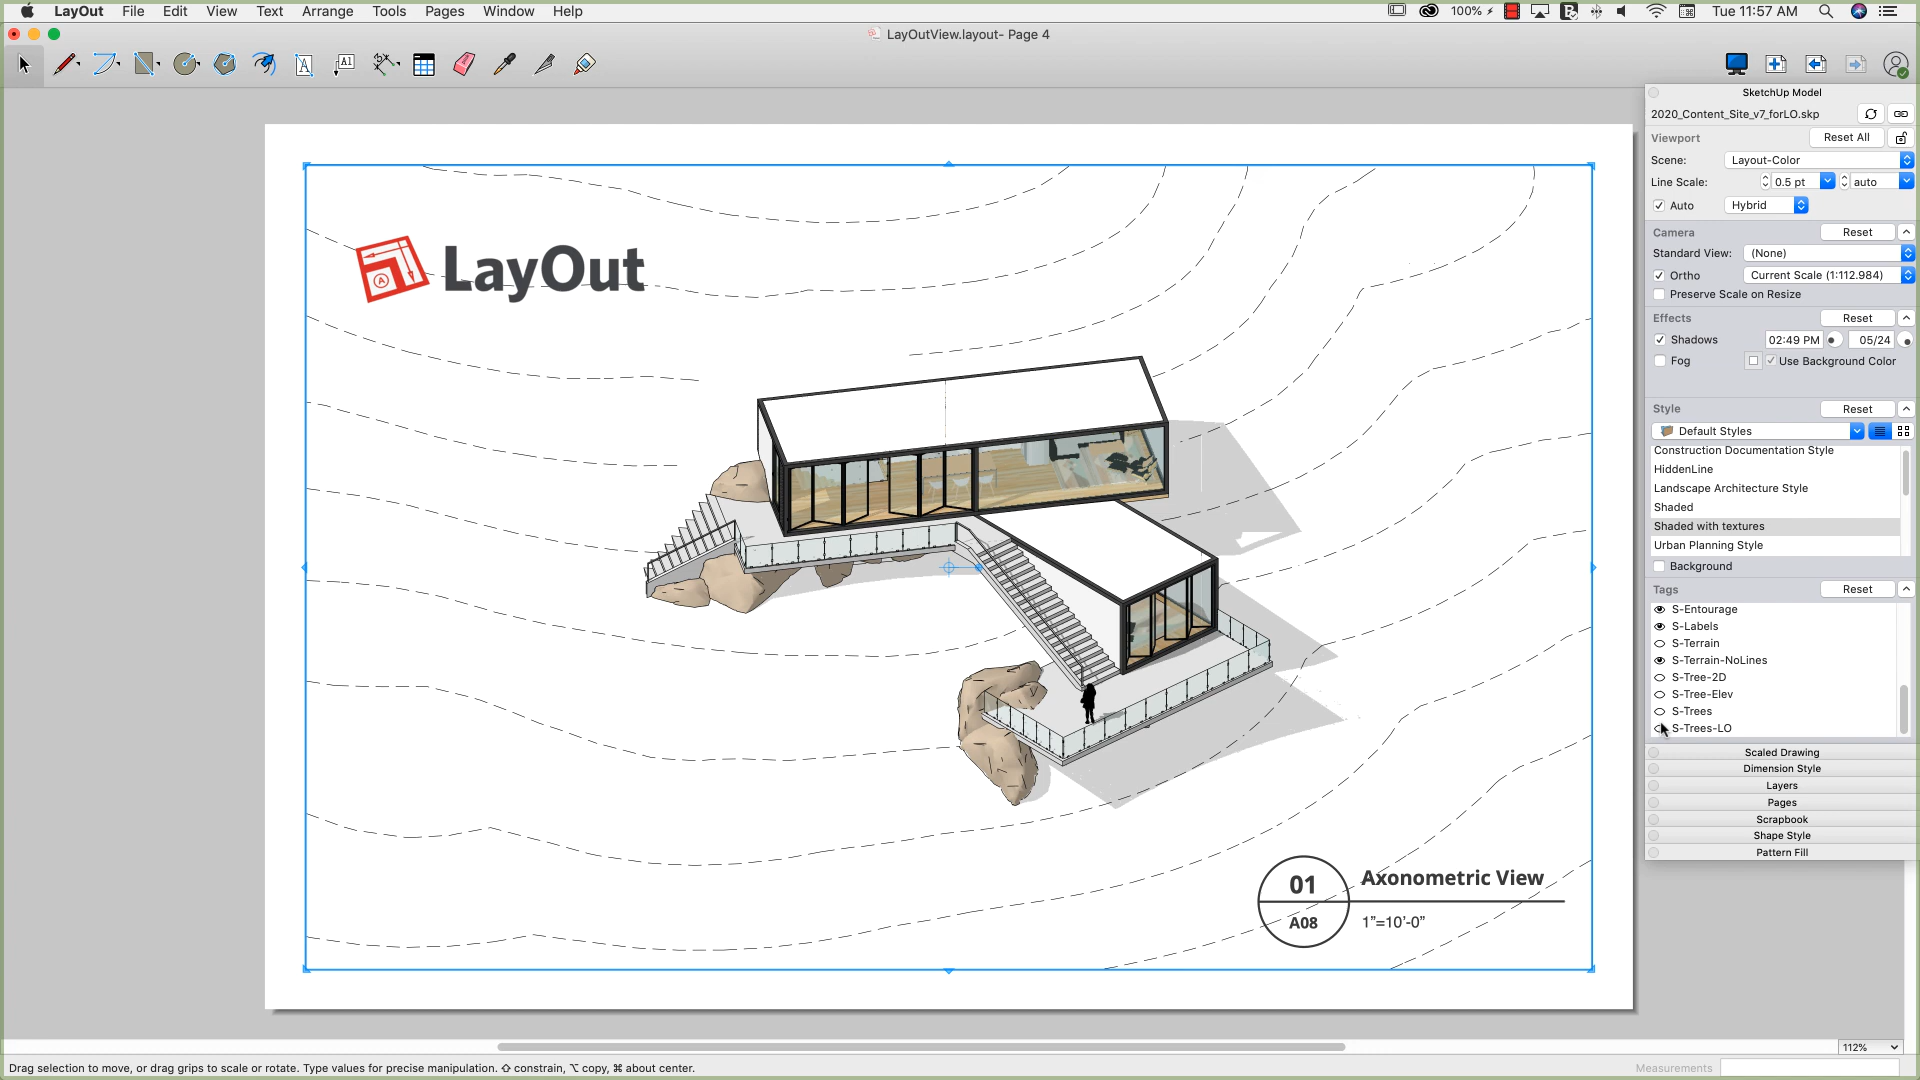 LayOut File Edit View Text Arrange Tools Pages Window Help
100% Tue 11:57 AM
LayOutView.layout- Page 4
A A1
SketchUp Model
2020_Content_Site_v7_forLO.skp
Viewport Reset All
Scene: Layout-Color
Line Scale: 0.5 pt auto
Auto Hybrid
Camera Reset
Standard View: (None)
Ortho Current Scale (1:112.984)
Preserve Scale on Resize
Effects Reset
Shadows 02:49 PM 05/24
Fog Use Background Color
Style Reset
Default Styles
Construction Documentation Style
HiddenLine
Landscape Architecture Style
Shaded
Shaded with textures
Urban Planning Style
Background
Tags Reset
S-Entourage
S-Labels
S-Terrain
S-Terrain-NoLines
S-Tree-2D
S-Tree-Elev
S-Trees
S-Trees-LO
Scaled Drawing
Dimension Style
Layers
Pages
Scrapbook
Shape Style
Pattern Fill
A LayOut
01 Axonometric View
A08 1"=10'-0"
112%
Drag selection to move, or drag grips to scale or rotate. Type values for precise manipulation. ⇧ constrain, ⌥ copy, ⌘ about center.
Measurements